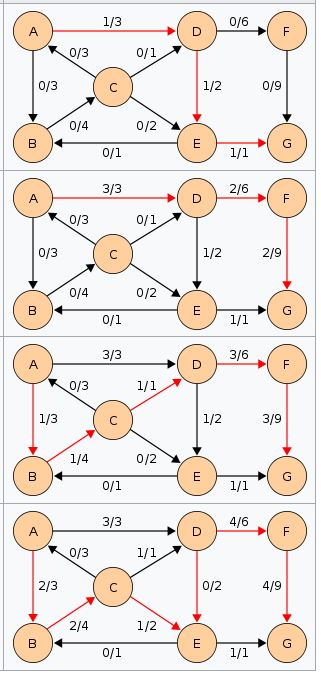 A 1/3 D 0/6 F
0/3 0/1
0/3 C 1/2 0/9
0/4 0/2
B 0/1 E 1/1 G
A 3/3 D 2/6 F
0/3 0/1
0/3 C 1/2 2/9
0/4 0/2
B 0/1 E 1/1 G
A 3/3 D 3/6 F
0/3 1/1
1/3 C 1/2 3/9
1/4 0/2
B 0/1 E 1/1 G
A 3/3 D 4/6 F
0/3 1/1
2/3 C 0/2 4/9
2/4 1/2
B 0/1 E 1/1 G